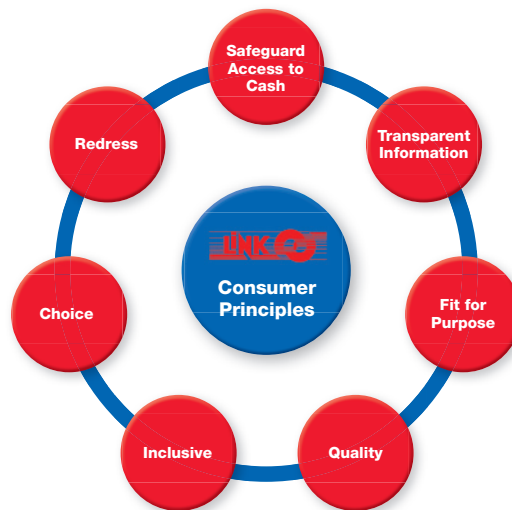 Safeguard
Access to
Cash
Transparent
Information
Fit for
Purpose
Quality
Inclusive
Choice
Redress
LINK
Consumer
Principles